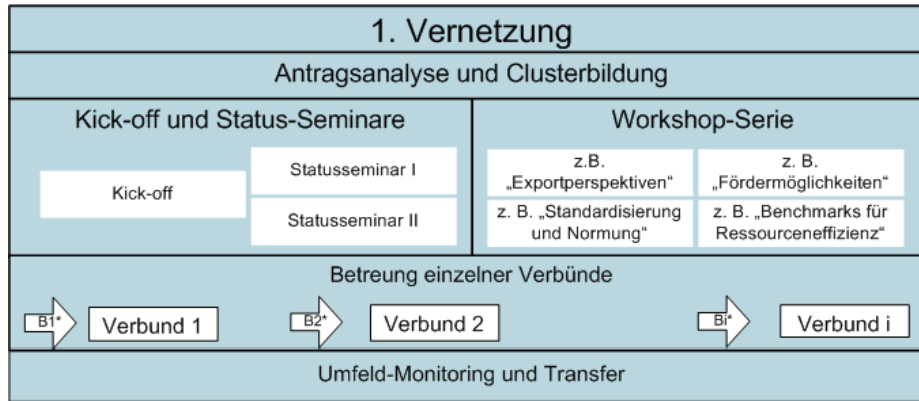 1. Vernetzung
Antragsanalyse und Clusterbildung
Kick-off und Status-Seminare
Kick-off
Statusseminar I
Statusseminar II
Workshop-Serie
z.B.
„Exportperspektiven“
z. B.
„Fördermöglichkeiten“
z. B. „Standardisierung
und Normung“
z. B. „Benchmarks für
Ressourceneffizienz“
Betreung einzelner Verbünde
B1*
Verbund 1
B2*
Verbund 2
Bi*
Verbund i
Umfeld-Monitoring und Transfer